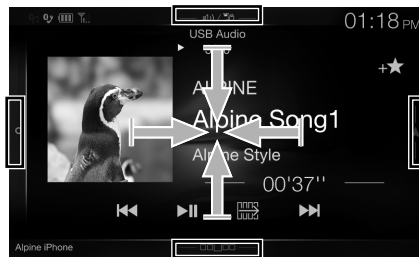 01:18 PM
USB Audio
ALPINE
Alpine Song1
Alpine Style
00'37''
Alpine iPhone